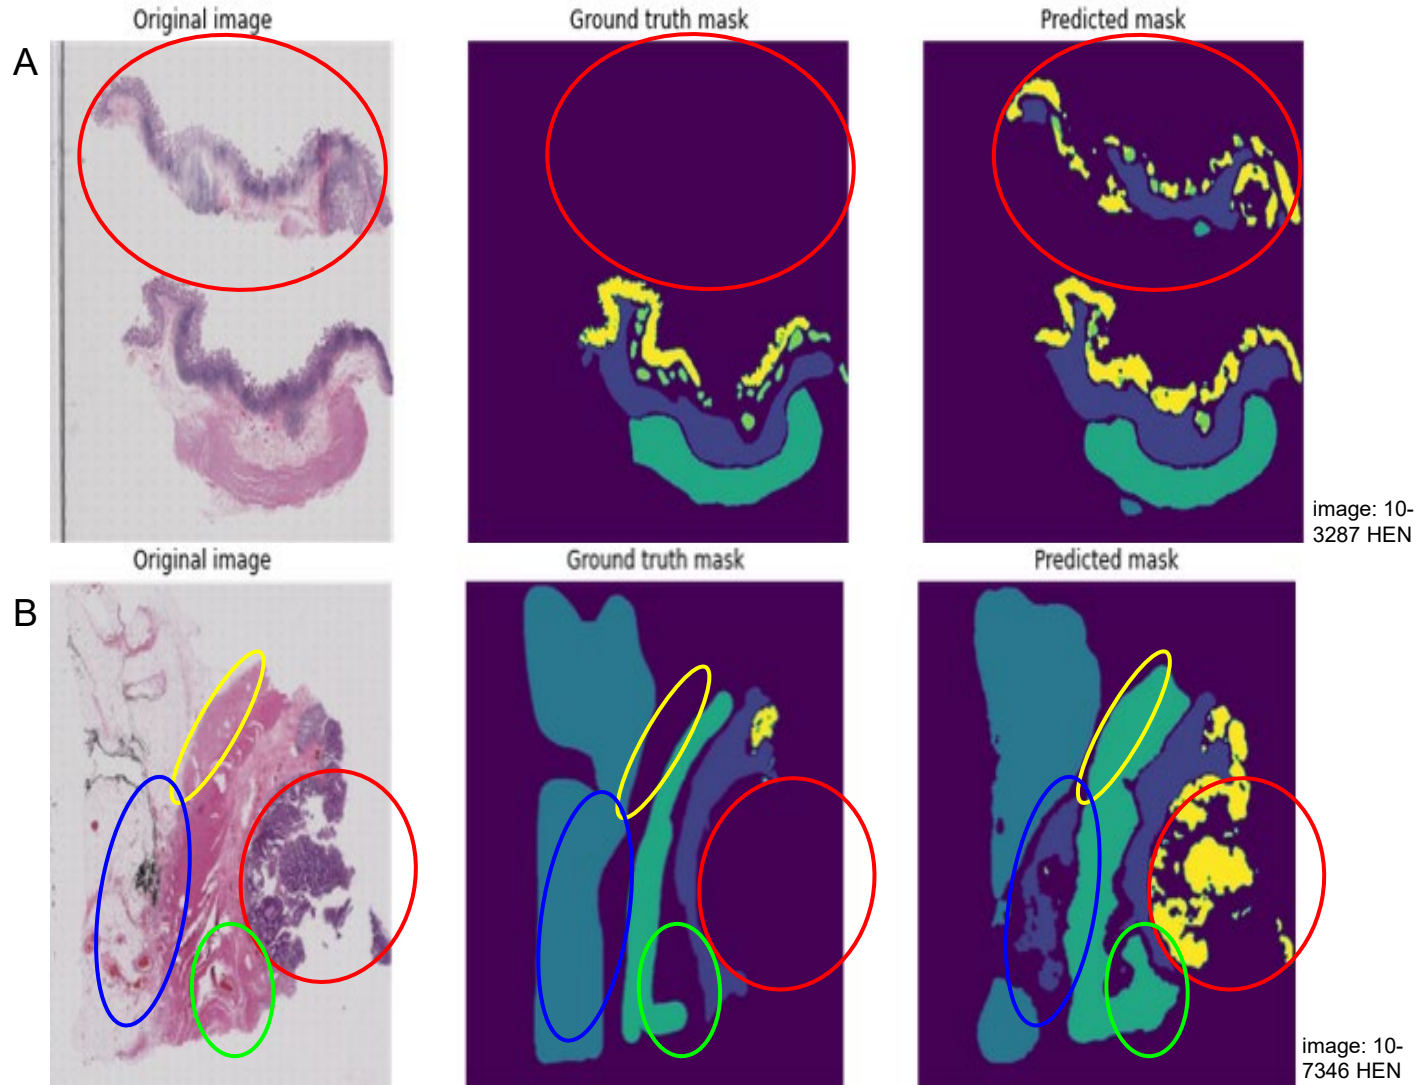 Original image
Ground truth mask
Predicted mask
A
image: 10-
3287 HEN
Original image
Ground truth mask
Predicted mask
B
image: 10-
7346 HEN